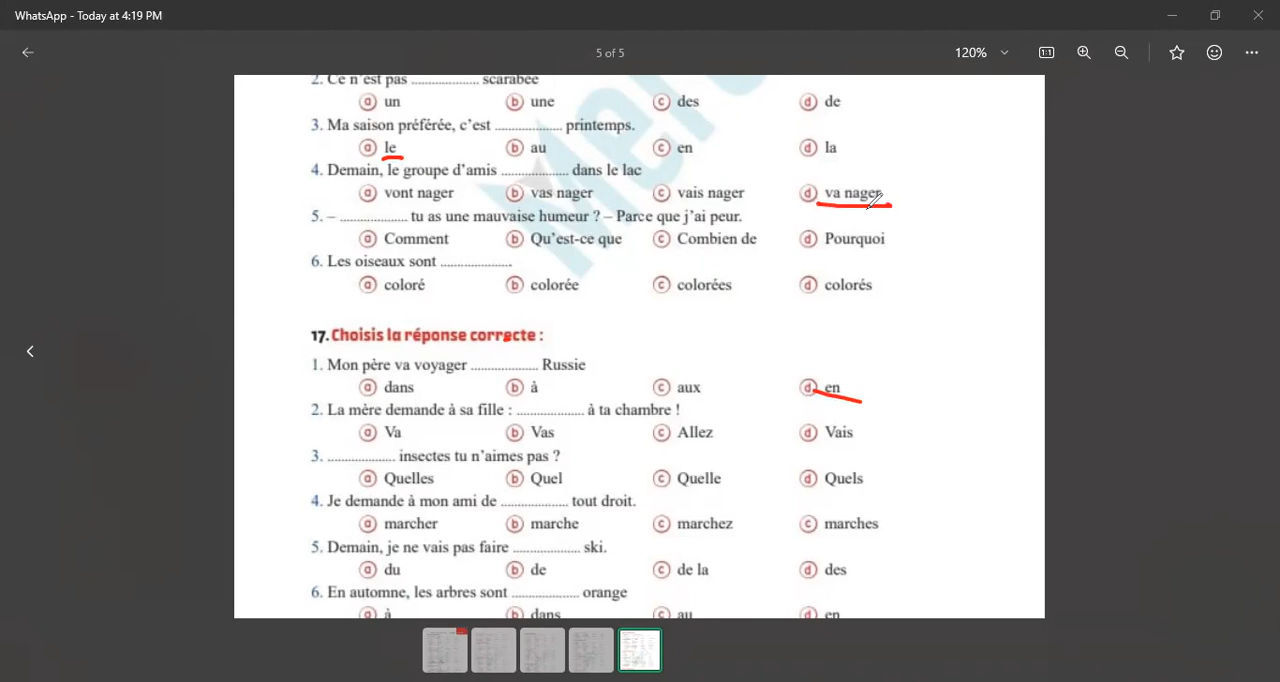 WhatsApp - Today at 4:19 PM
5 of 5
120%
1:1
2. Ce n'est pas .................. scarabée
ⓐ un ⓑ une ⓒ des ⓓ de
3. Ma saison préférée, c'est .................. printemps.
ⓐ le ⓑ au ⓒ en ⓓ la
4. Demain, le groupe d'amis .................. dans le lac
ⓐ vont nager ⓑ vas nager ⓒ vais nager ⓓ va nager
5. – .................. tu as une mauvaise humeur ? – Parce que j'ai peur.
ⓐ Comment ⓑ Qu'est-ce que ⓒ Combien de ⓓ Pourquoi
6. Les oiseaux sont ..................
ⓐ coloré ⓑ colorée ⓒ colorées ⓓ colorés
17. Choisis la réponse correcte :
1. Mon père va voyager .................. Russie
ⓐ dans ⓑ à ⓒ aux ⓓ en
2. La mère demande à sa fille : .................. à ta chambre !
ⓐ Va ⓑ Vas ⓒ Allez ⓓ Vais
3. .................. insectes tu n'aimes pas ?
ⓐ Quelles ⓑ Quel ⓒ Quelle ⓓ Quels
4. Je demande à mon ami de .................. tout droit.
ⓐ marcher ⓑ marche ⓒ marchez ⓒ marches
5. Demain, je ne vais pas faire .................. ski.
ⓐ du ⓑ de ⓒ de la ⓓ des
6. En automne, les arbres sont .................. orange
ⓐ à ⓑ dans ⓒ au ⓓ en